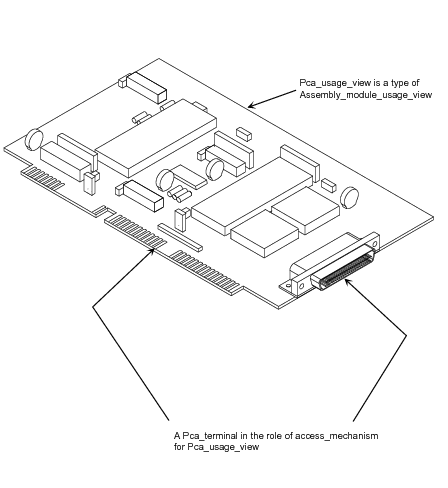 Pca_usage_view is a type of
Assembly_module_usage_view
A Pca_terminal in the role of access_mechanism
for Pca_usage_view